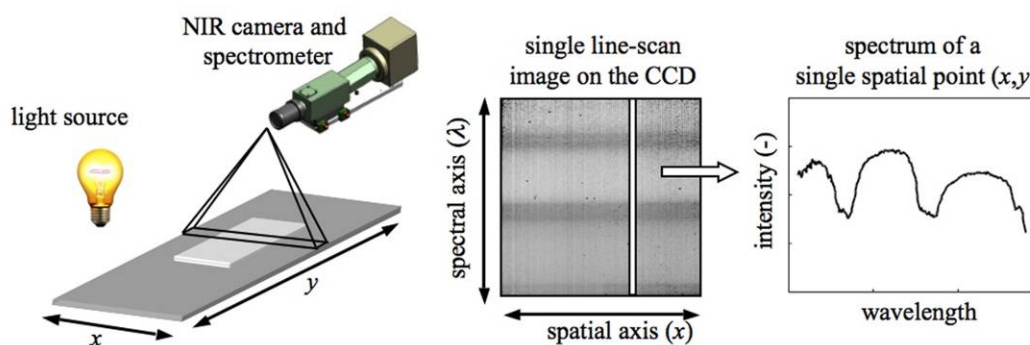 NIR camera and
spectrometer
light source
x
y
single line-scan
image on the CCD
spectral axis (λ)
spatial axis (x)
spectrum of a
single spatial point (x,y
intensity (-)
wavelength